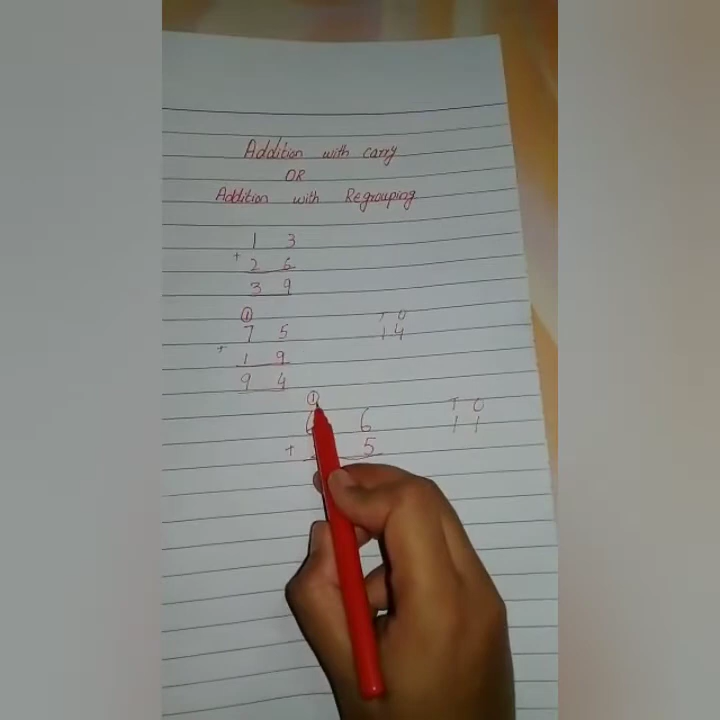 Addition with carry
OR
Addition with Regrouping
1 3
+ 2 6
3 9
1
7 5 T O
+ 1 9 1 4
9 4
1 T O
6 6 1 1
+ 5